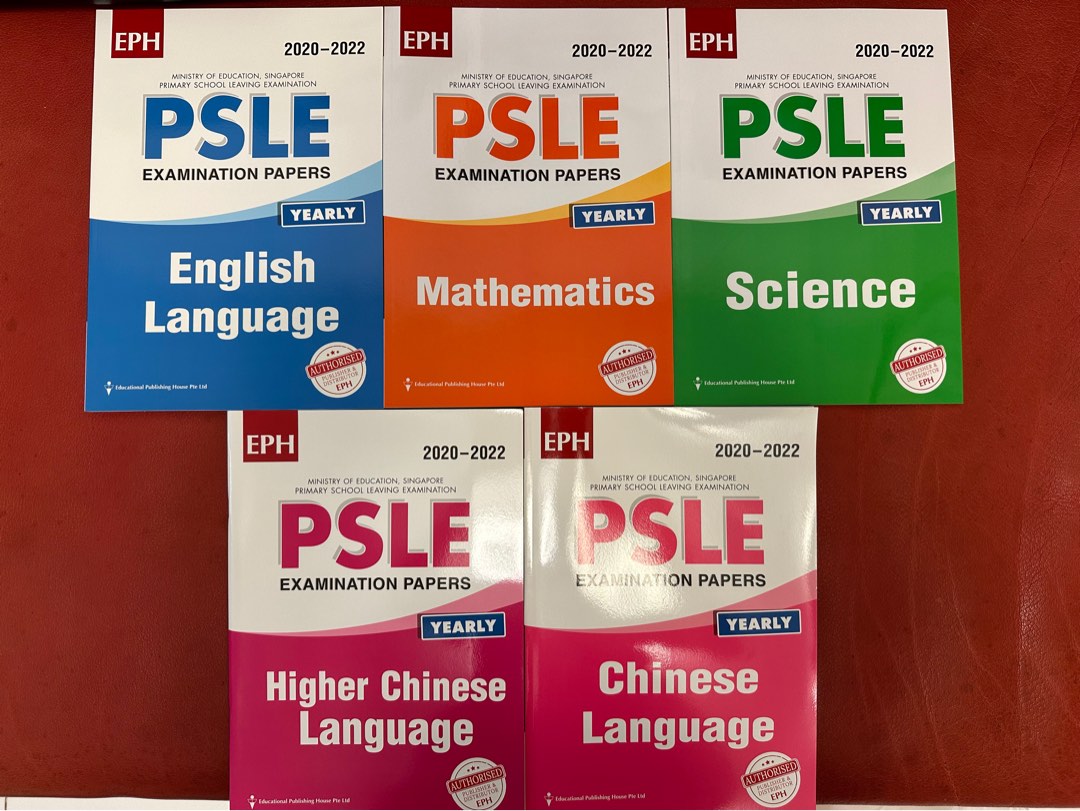 EPH
2020–2022
MINISTRY OF EDUCATION, SINGAPORE
PRIMARY SCHOOL LEAVING EXAMINATION
PSLE
EXAMINATION PAPERS
YEARLY
English
Language
AUTHORISED
PUBLISHER &
DISTRIBUTOR
EPH
Educational Publishing House Pte Ltd
EPH
2020–2022
MINISTRY OF EDUCATION, SINGAPORE
PRIMARY SCHOOL LEAVING EXAMINATION
PSLE
EXAMINATION PAPERS
YEARLY
Mathematics
AUTHORISED
PUBLISHER &
DISTRIBUTOR
EPH
Educational Publishing House Pte Ltd
EPH
2020–2022
MINISTRY OF EDUCATION, SINGAPORE
PRIMARY SCHOOL LEAVING EXAMINATION
PSLE
EXAMINATION PAPERS
YEARLY
Science
AUTHORISED
PUBLISHER &
DISTRIBUTOR
EPH
Educational Publishing House Pte Ltd
EPH
2020–2022
MINISTRY OF EDUCATION, SINGAPORE
PRIMARY SCHOOL LEAVING EXAMINATION
PSLE
EXAMINATION PAPERS
YEARLY
Higher Chinese
Language
AUTHORISED
PUBLISHER &
DISTRIBUTOR
EPH
Educational Publishing House Pte Ltd
EPH
2020–2022
MINISTRY OF EDUCATION, SINGAPORE
PRIMARY SCHOOL LEAVING EXAMINATION
PSLE
EXAMINATION PAPERS
YEARLY
Chinese
Language
AUTHORISED
PUBLISHER &
DISTRIBUTOR
EPH
Educational Publishing House Pte Ltd